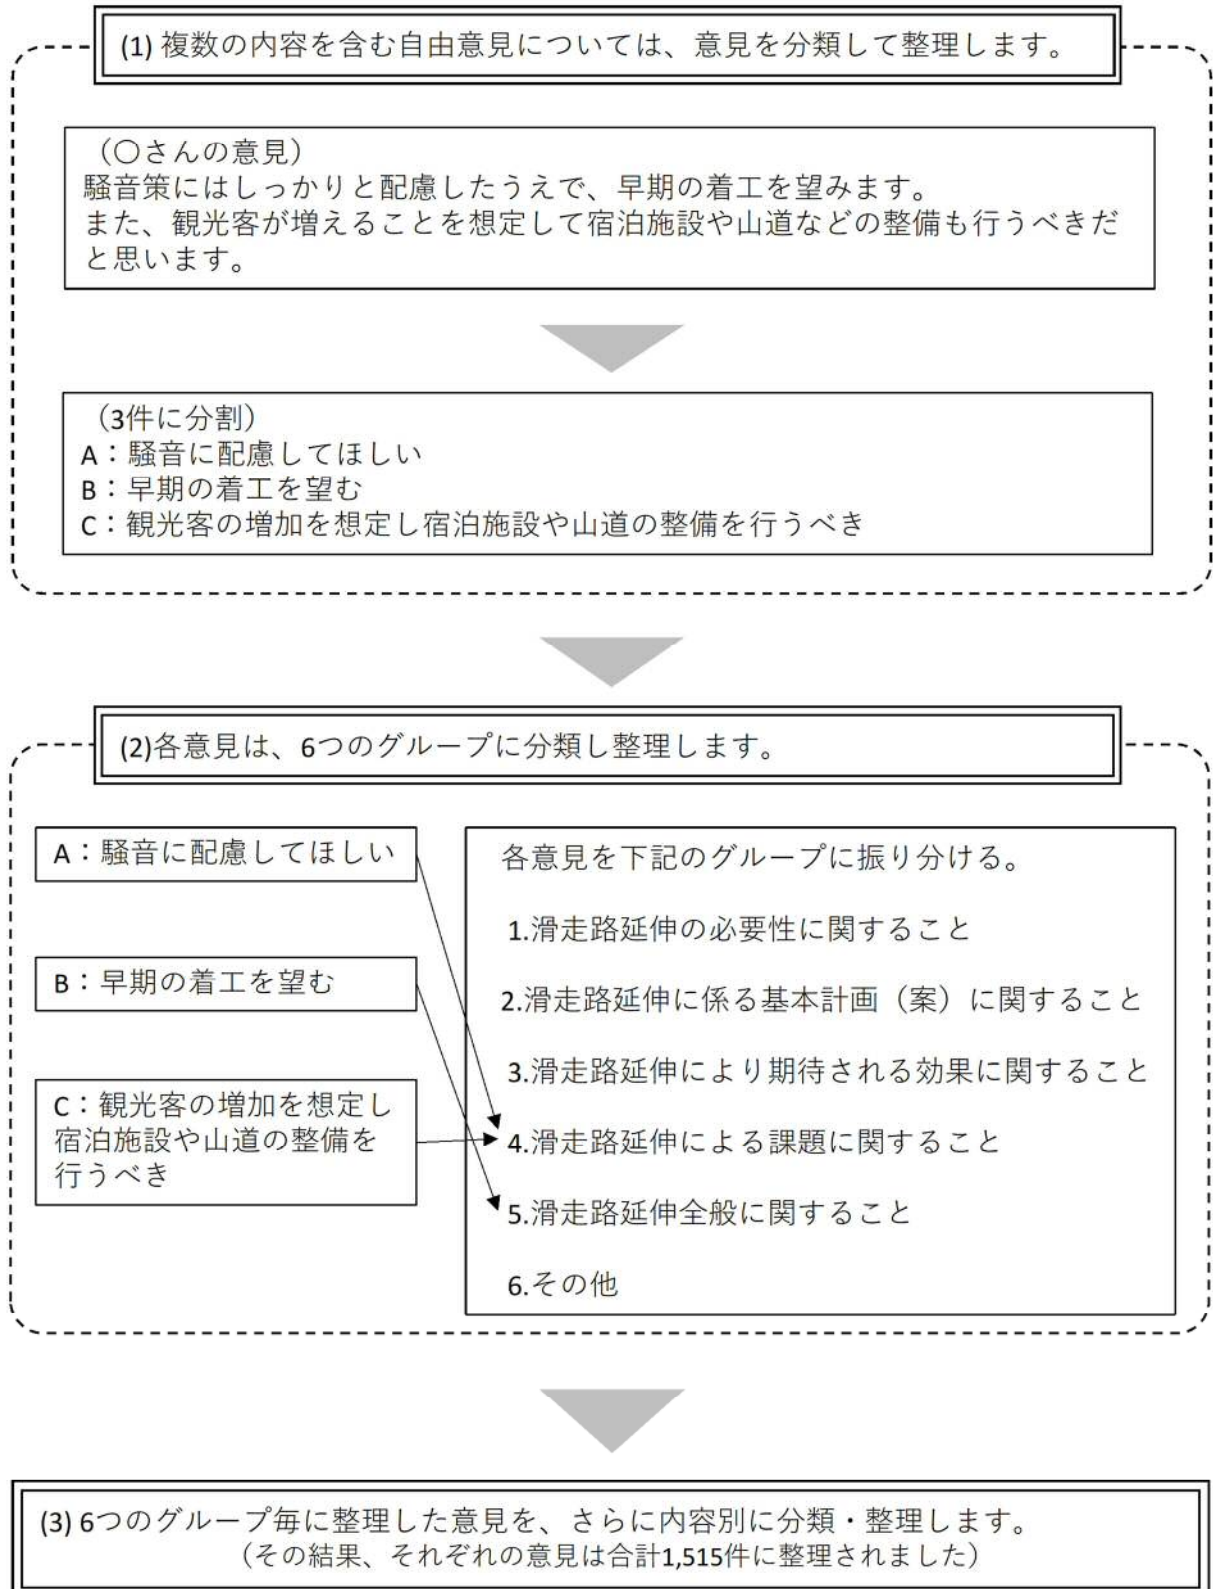 (1) 複数の内容を含む自由意見については、意見を分類して整理します。
（〇さんの意見）
騒音策にはしっかりと配慮したうえで、早期の着工を望みます。
また、観光客が増えることを想定して宿泊施設や山道などの整備も行うべきだ
と思います。
（3件に分割）
A：騒音に配慮してほしい
B：早期の着工を望む
C：観光客の増加を想定し宿泊施設や山道の整備を行うべき
(2)各意見は、6つのグループに分類し整理します。
A：騒音に配慮してほしい
B：早期の着工を望む
C：観光客の増加を想定し
宿泊施設や山道の整備を
行うべき
各意見を下記のグループに振り分ける。
1.滑走路延伸の必要性に関すること
2.滑走路延伸に係る基本計画（案）に関すること
3.滑走路延伸により期待される効果に関すること
4.滑走路延伸による課題に関すること
5.滑走路延伸全般に関すること
6.その他
(3) 6つのグループ毎に整理した意見を、さらに内容別に分類・整理します。
（その結果、それぞれの意見は合計1,515件に整理されました）